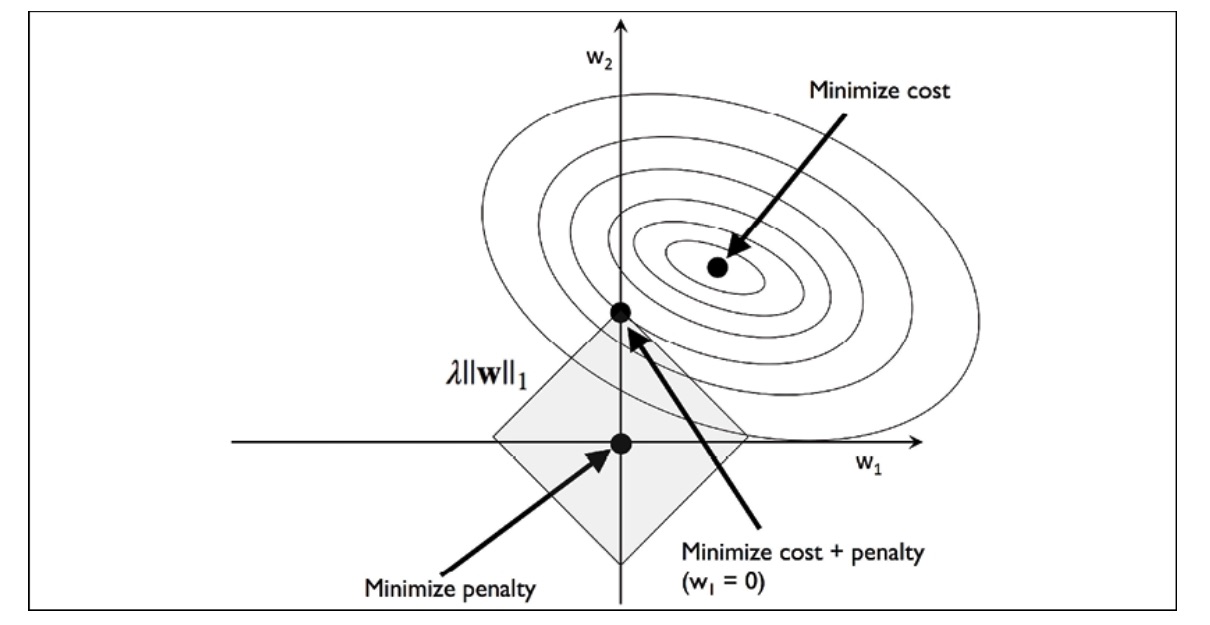 w₂
Minimize cost
λ||w||₁
w₁
Minimize cost + penalty
(w₁ = 0)
Minimize penalty